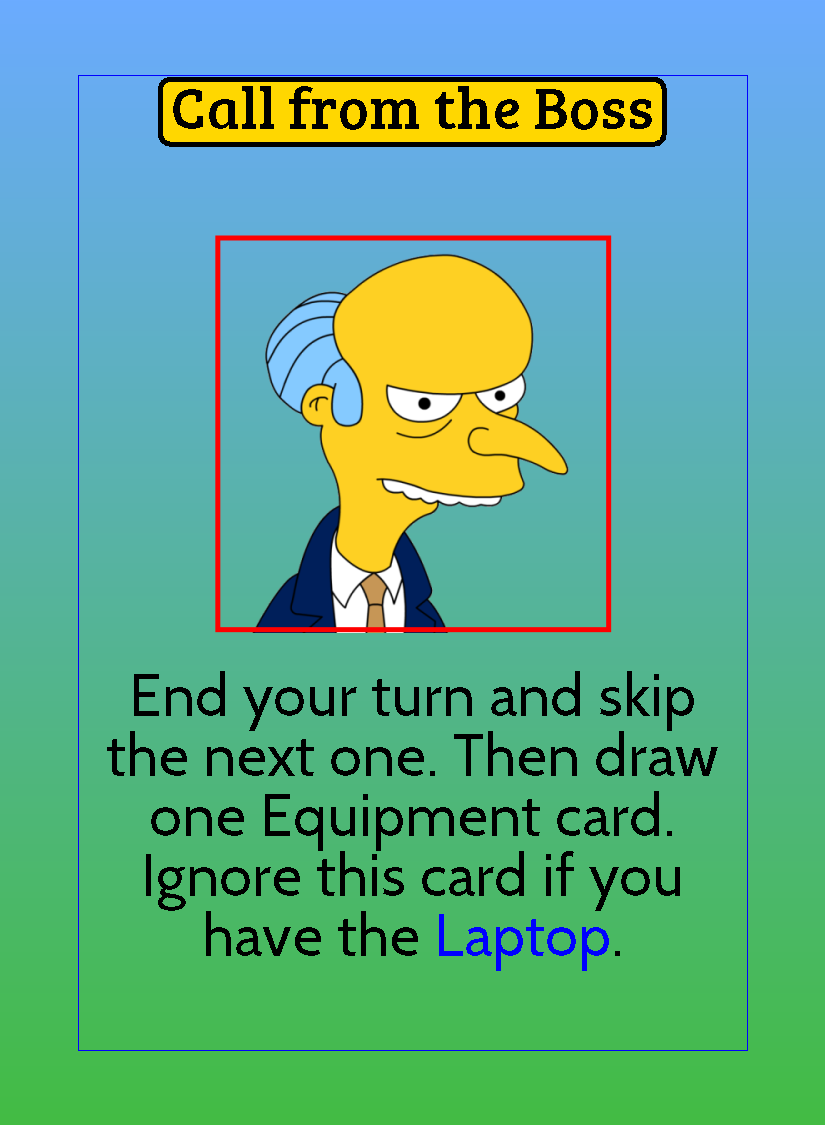 Call from the Boss
End your turn and skip
the next one. Then draw
one Equipment card.
Ignore this card if you
have the Laptop.